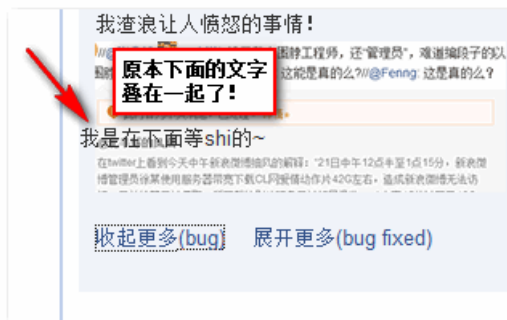 我渣浪让人愤怒的事情！
围脖工程师，还“管理员”，难道编段子的以
这能是真的么?//@Fenng: 这是真的么？
原本下面的文字
叠在一起了！
我是在下面等shi的~
在twitter上看到今天中午新浪微博抽风的解释：“21日中午12点半至1点15分，新浪微
博管理员徐某使用服务器带宽下载CL网爱情动作片42G左右，造成新浪微博无法访
收起更多(bug) 展开更多(bug fixed)